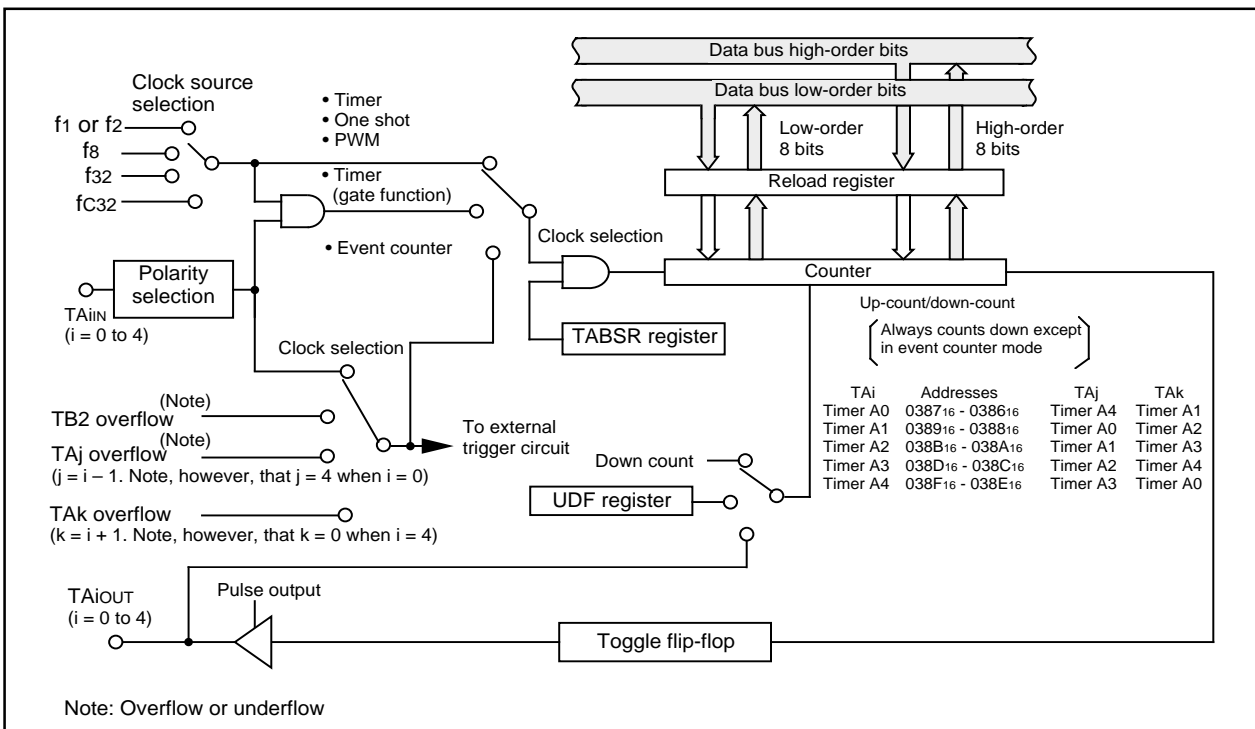 Clock source
selection
f1 or f2
f8
f32
fC32
• Timer
• One shot
• PWM
• Timer
(gate function)
• Event counter
Data bus high-order bits
Data bus low-order bits
Low-order
8 bits
High-order
8 bits
Reload register
Clock selection
Counter
Polarity
selection
TAiIN
(i = 0 to 4)
TABSR register
Up-count/down-count
Always counts down except
in event counter mode
Clock selection
(Note)
TB2 overflow
(Note)
TAj overflow
(j = i – 1. Note, however, that j = 4 when i = 0)
TAk overflow
(k = i + 1. Note, however, that k = 0 when i = 4)
To external
trigger circuit
Down count
UDF register
TAi Addresses TAj TAk
Timer A0 038716 - 038616 Timer A4 Timer A1
Timer A1 038916 - 038816 Timer A0 Timer A2
Timer A2 038B16 - 038A16 Timer A1 Timer A3
Timer A3 038D16 - 038C16 Timer A2 Timer A4
Timer A4 038F16 - 038E16 Timer A3 Timer A0
TAiOUT
(i = 0 to 4)
Pulse output
Toggle flip-flop
Note: Overflow or underflow